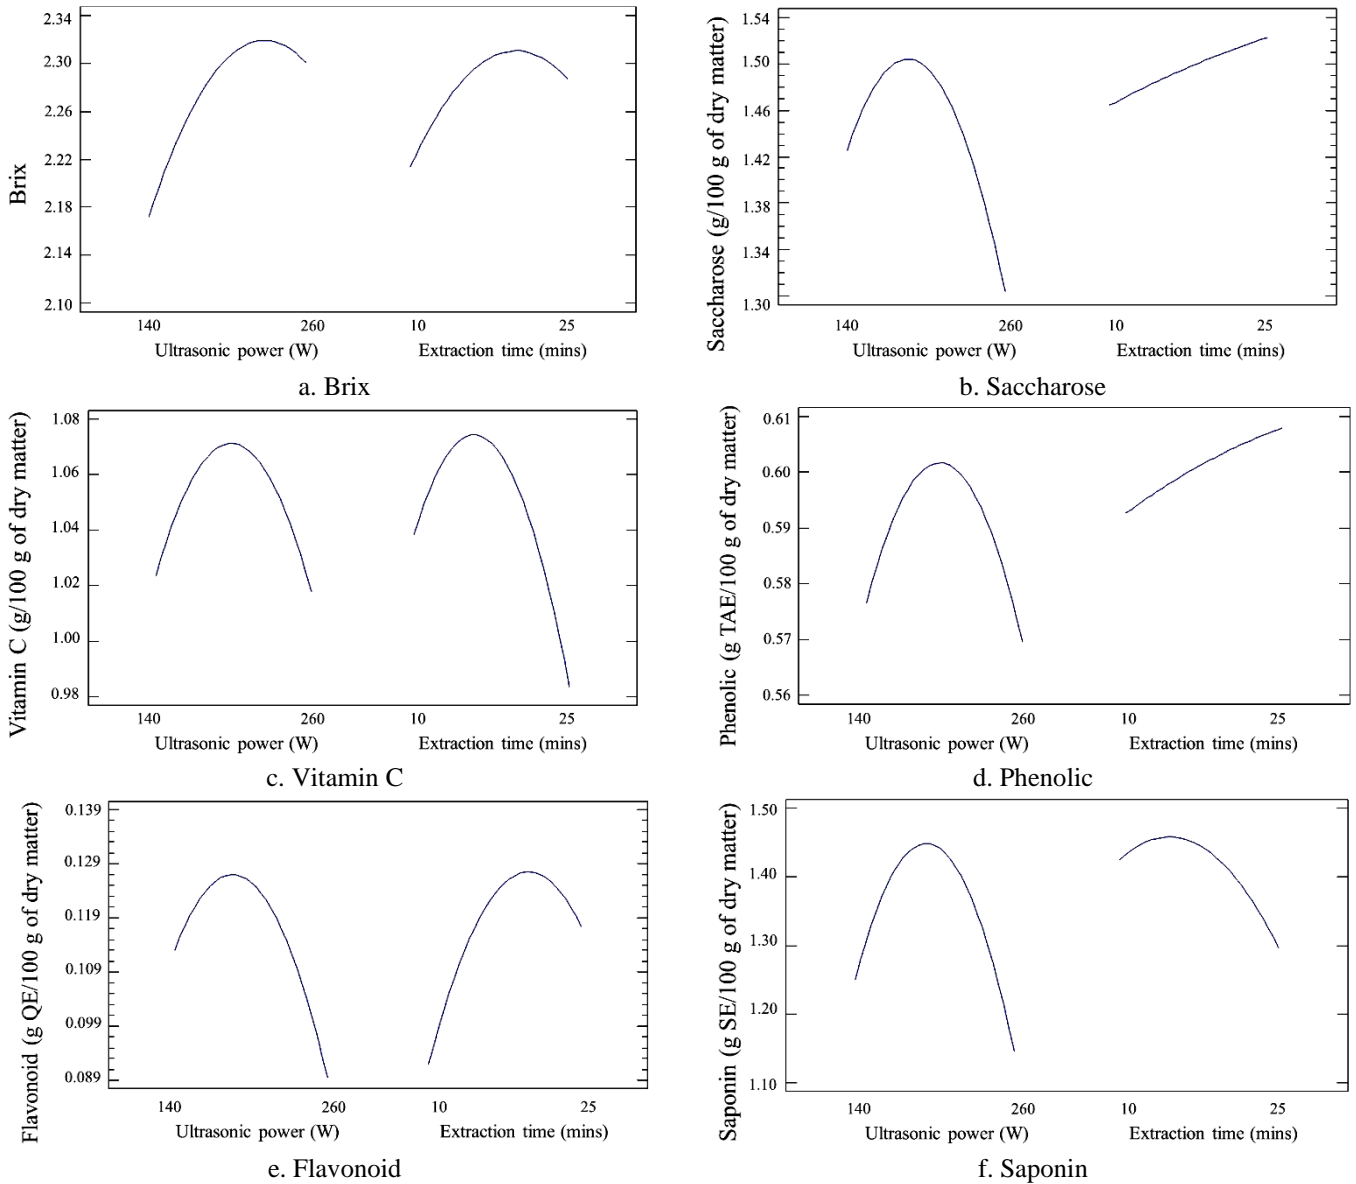 Brix
2.34
2.30
2.26
2.22
2.18
2.14
2.10
140 260 10 25
Ultrasonic power (W) Extraction time (mins)
a. Brix
Saccharose (g/100 g of dry matter)
1.54
1.50
1.46
1.42
1.38
1.34
1.30
140 260 10 25
Ultrasonic power (W) Extraction time (mins)
b. Saccharose
Vitamin C (g/100 g of dry matter)
1.08
1.06
1.04
1.02
1.00
0.98
140 260 10 25
Ultrasonic power (W) Extraction time (mins)
c. Vitamin C
Phenolic (g TAE/100 g of dry matter)
0.61
0.60
0.59
0.58
0.57
0.56
140 260 10 25
Ultrasonic power (W) Extraction time (mins)
d. Phenolic
Flavonoid (g QE/100 g of dry matter)
0.139
0.129
0.119
0.109
0.099
0.089
140 260 10 25
Ultrasonic power (W) Extraction time (mins)
e. Flavonoid
Saponin (g SE/100 g of dry matter)
1.50
1.40
1.30
1.20
1.10
140 260 10 25
Ultrasonic power (W) Extraction time (mins)
f. Saponin